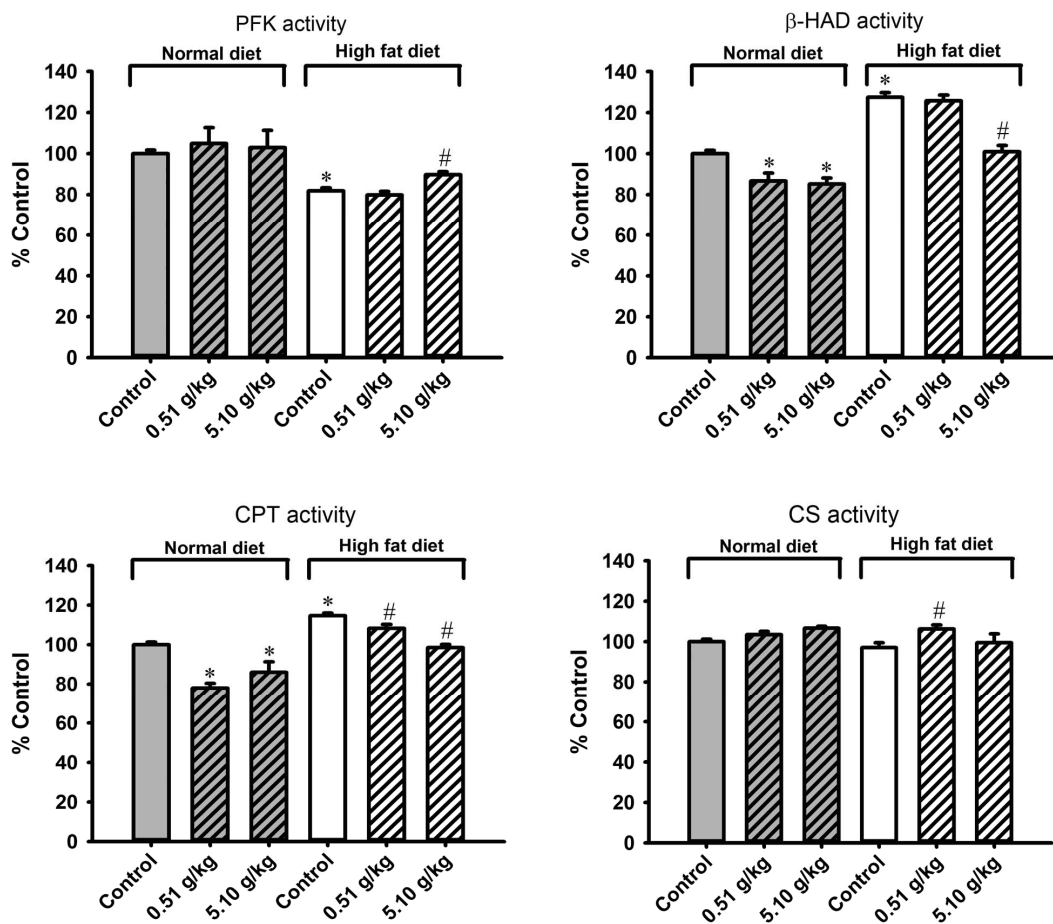 PFK activity
Normal diet
High fat diet
% Control
140
120
100
80
60
40
20
0
*
#
Control
0.51 g/kg
5.10 g/kg
Control
0.51 g/kg
5.10 g/kg
β-HAD activity
Normal diet
High fat diet
% Control
140
120
100
80
60
40
20
0
*
*
*
#
Control
0.51 g/kg
5.10 g/kg
Control
0.51 g/kg
5.10 g/kg
CPT activity
Normal diet
High fat diet
% Control
140
120
100
80
60
40
20
0
*
*
*
#
#
Control
0.51 g/kg
5.10 g/kg
Control
0.51 g/kg
5.10 g/kg
CS activity
Normal diet
High fat diet
% Control
140
120
100
80
60
40
20
0
#
Control
0.51 g/kg
5.10 g/kg
Control
0.51 g/kg
5.10 g/kg